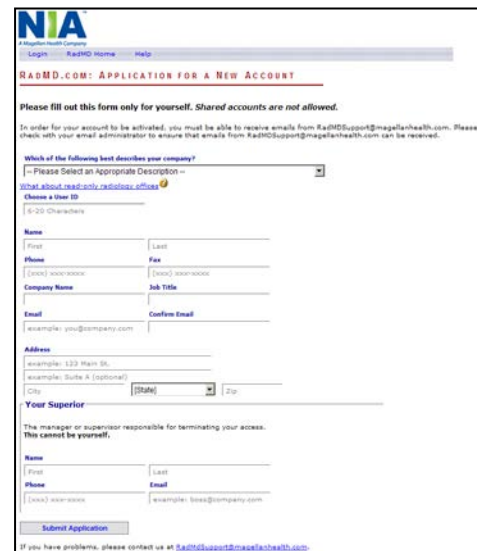 NIA
A Magellan Health Company
Login RadMD Home Help
RADMD.COM: APPLICATION FOR A NEW ACCOUNT
Please fill out this form only for yourself. Shared accounts are not allowed.
In order for your account to be activated, you must be able to receive emails from RadMDSupport@magellanhealth.com. Please
check with your email administrator to ensure that emails from RadMDSupport@magellanhealth.com can be received.
Which of the following best describes your company?
-- Please Select an Appropriate Description --
What about read-only radiology offices
Choose a User ID
6-20 Characters
Name
First Last
Phone Fax
(xxx) xxx-xxxx (xxx) xxx-xxxx
Company Name Job Title
Email Confirm Email
example: you@company.com
Address
example: 123 Main St.
example: Suite A (optional)
City [State] Zip
Your Superior
The manager or supervisor responsible for terminating your access.
This cannot be yourself.
Name
First Last
Phone Email
(xxx) xxx-xxxx example: boss@company.com
Submit Application
If you have problems, please contact us at RadMDSupport@magellanhealth.com.